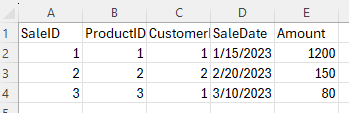 A B C D E
1 SaleID ProductID Customer SaleDate Amount
2 1 1 1 1/15/2023 1200
3 2 2 2 2/20/2023 150
4 3 3 1 3/10/2023 80